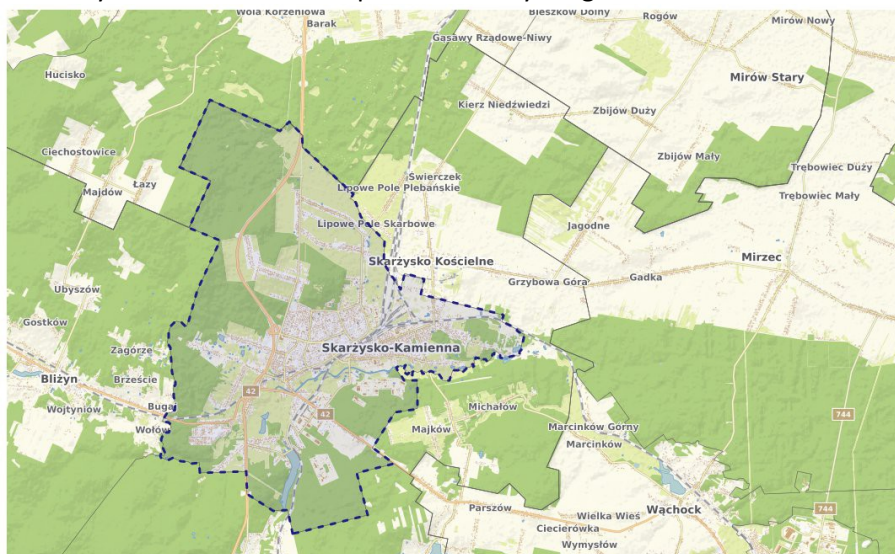 Wola Korzeniowa
Barak
Bieszków Dolny
Rogów
Mirów Nowy
Gąsawy Rządowe-Niwy
Hucisko
Mirów Stary
Kierz Niedźwiedzi
Zbijów Duży
Ciechostowice
Zbijów Mały
Trębowiec Duży
Świerczek
Łazy
Lipowe Pole Plebańskie
Majdów
Trębowiec Mały
Lipowe Pole Skarbowe
Jagodne
Mirzec
Skarżysko Kościelne
Gadka
Grzybowa Góra
Ubyszów
Gostków
Zagórze
Skarżysko-Kamienna
Bliżyn
Brzeście
42
Wojtyniów
Bugaj
Michałów
42
744
Wołów
Majków
Marcinków Górny
Marcinków
Parszów
Wąchock
744
Wielka Wieś
Ciecierówka
Wymysłów